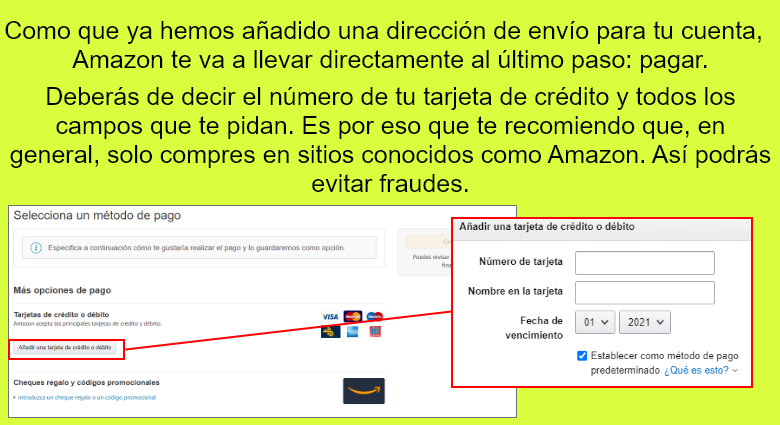 Como que ya hemos añadido una dirección de envío para tu cuenta,
Amazon te va a llevar directamente al último paso: pagar.
Deberás de decir el número de tu tarjeta de crédito y todos los
campos que te pidan. Es por eso que te recomiendo que, en
general, solo compres en sitios conocidos como Amazon. Así podrás
evitar fraudes.
Selecciona un método de pago
Especifica a continuación cómo te gustaría realizar el pago y lo guardaremos como opción.
Puedes revisar
Más opciones de pago
Tarjetas de crédito o débito
Amazon acepta las principales tarjetas de crédito y débito.
VISA
Añadir una tarjeta de crédito o débito
Cheques regalo y códigos promocionales
Introduzca un cheque regalo o un código promocional
Añadir una tarjeta de crédito o débito
Número de tarjeta
Nombre en la tarjeta
Fecha de
vencimiento
01 2021
Establecer como método de pago
predeterminado ¿Qué es esto?